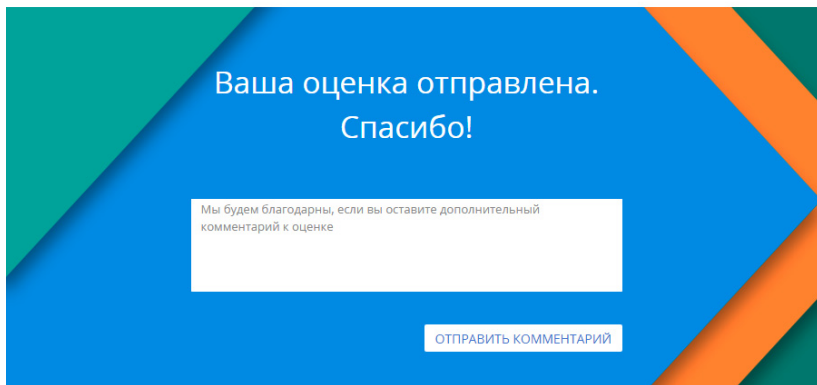 Ваша оценка отправлена.
Спасибо!
Мы будем благодарны, если вы оставите дополнительный
комментарий к оценке
ОТПРАВИТЬ КОММЕНТАРИЙ